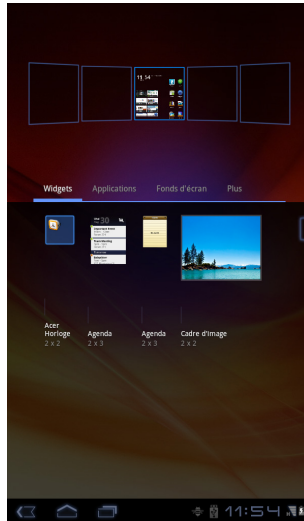 11 54
Widgets Applications Fonds d'écran Plus
30
Acer
Horloge
2 x 2
Agenda
2 x 3
Agenda
2 x 3
Cadre d'image
2 x 2
11:54